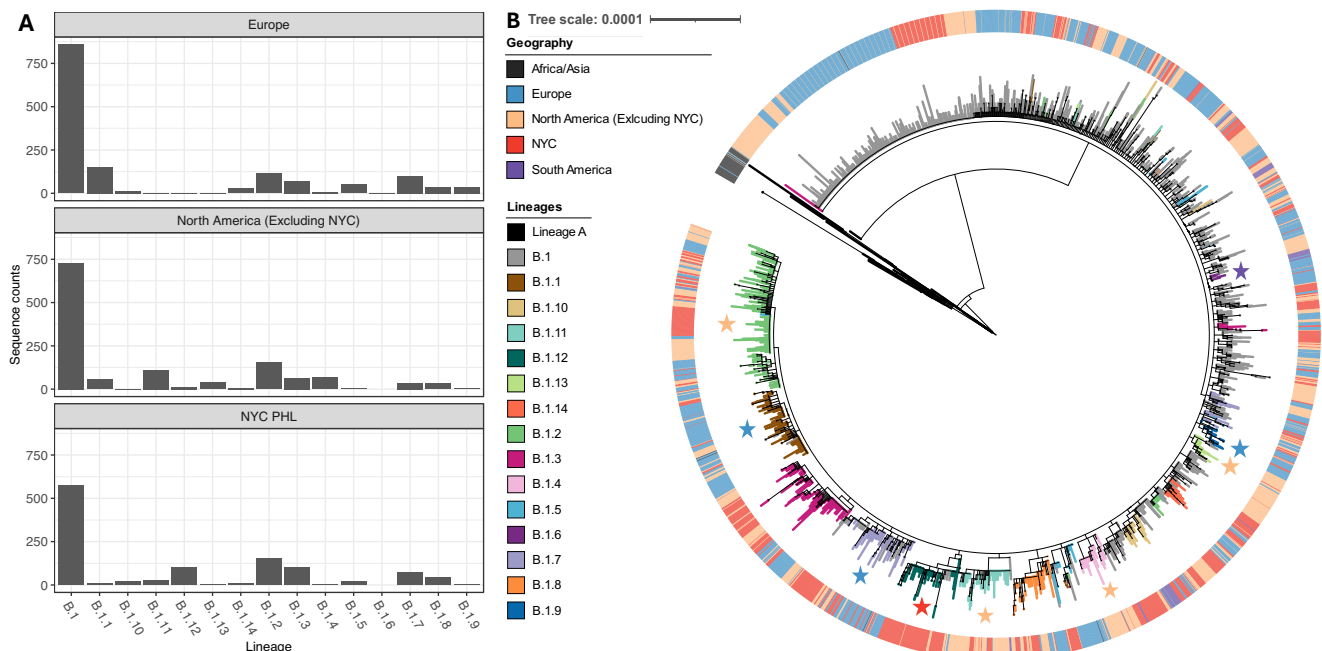 A
Europe
750
500
250
0
North America (Excluding NYC)
750
500
250
0
NYC PHL
750
500
250
0
Sequence counts
B.1
B.1.1
B.1.10
B.1.11
B.1.12
B.1.13
B.1.14
B.1.2
B.1.3
B.1.4
B.1.5
B.1.6
B.1.7
B.1.8
B.1.9
Lineage
B Tree scale: 0.0001
Geography
Africa/Asia
Europe
North America (Exlcuding NYC)
NYC
South America
Lineages
Lineage A
B.1
B.1.1
B.1.10
B.1.11
B.1.12
B.1.13
B.1.14
B.1.2
B.1.3
B.1.4
B.1.5
B.1.6
B.1.7
B.1.8
B.1.9